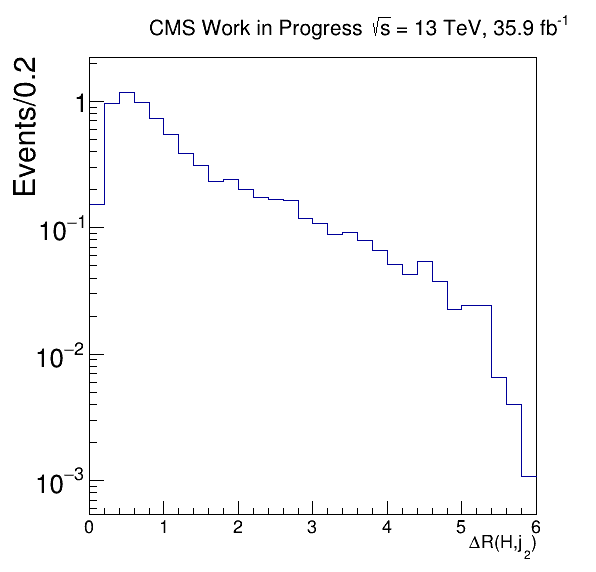 CMS Work in Progress √s = 13 TeV, 35.9 fb⁻¹
Events/0.2
1
10⁻¹
10⁻²
10⁻³
0 1 2 3 4 5 6
ΔR(H,j₂)